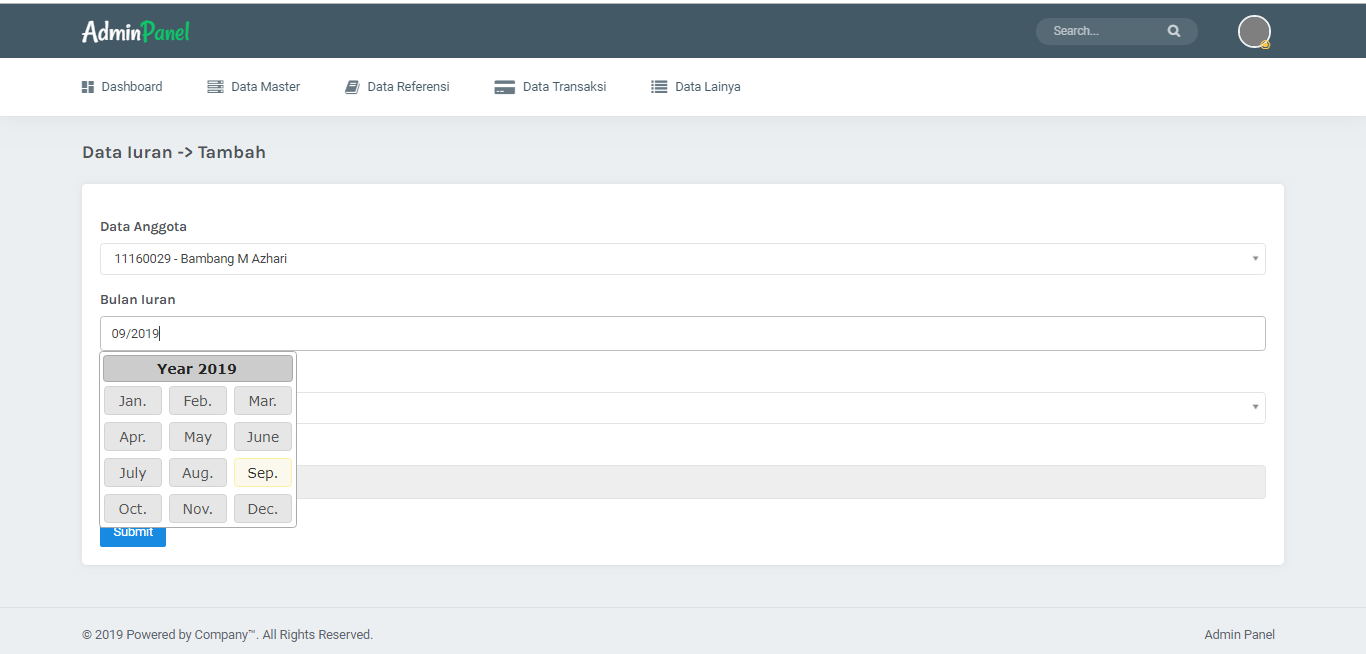 AdminPanel
Search...
Dashboard
Data Master
Data Referensi
Data Transaksi
Data Lainya
Data Iuran -> Tambah
Data Anggota
11160029 - Bambang M Azhari
Bulan Iuran
09/2019
Year 2019
Jan. Feb. Mar.
Apr. May June
July Aug. Sep.
Oct. Nov. Dec.
Submit
© 2019 Powered by Company™. All Rights Reserved.
Admin Panel